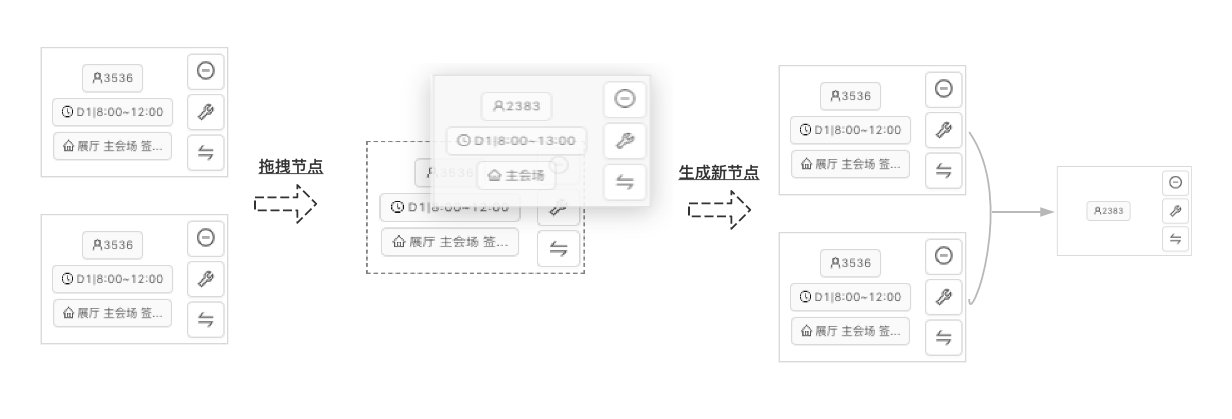 3536
D1|8:00~12:00
展厅 主会场 签...
3536
D1|8:00~12:00
展厅 主会场 签...
拖拽节点
2383
D1|8:00~13:00
主会场
3536
D1|8:00~12:00
展厅 主会场 签...
生成新节点
3536
D1|8:00~12:00
展厅 主会场 签...
3536
D1|8:00~12:00
展厅 主会场 签...
2383